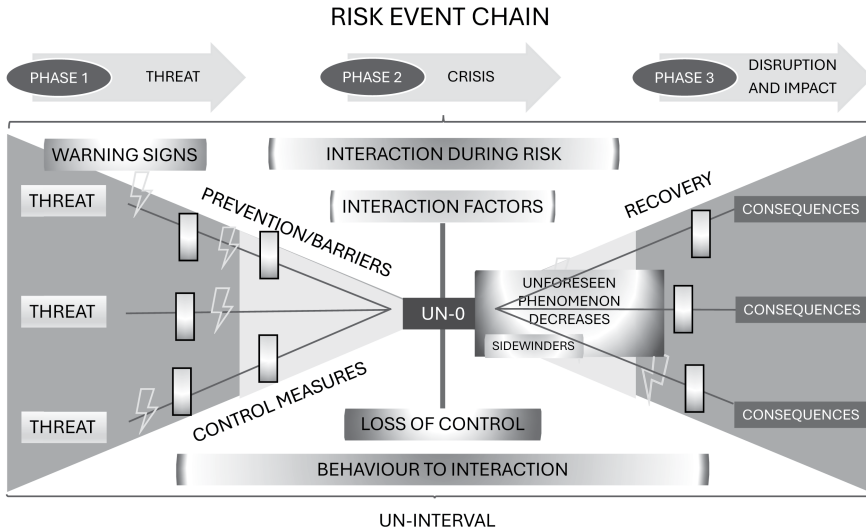 RISK EVENT CHAIN
PHASE 1
THREAT
PHASE 2
CRISIS
PHASE 3
DISRUPTION
AND IMPACT
WARNING SIGNS
INTERACTION DURING RISK
THREAT
PREVENTION/BARRIERS
INTERACTION FACTORS
RECOVERY
CONSEQUENCES
THREAT
UN-0
UNFORESEEN
PHENOMENON
DECREASES
SIDEWINDERS
CONSEQUENCES
THREAT
CONTROL MEASURES
LOSS OF CONTROL
CONSEQUENCES
BEHAVIOUR TO INTERACTION
UN-INTERVAL